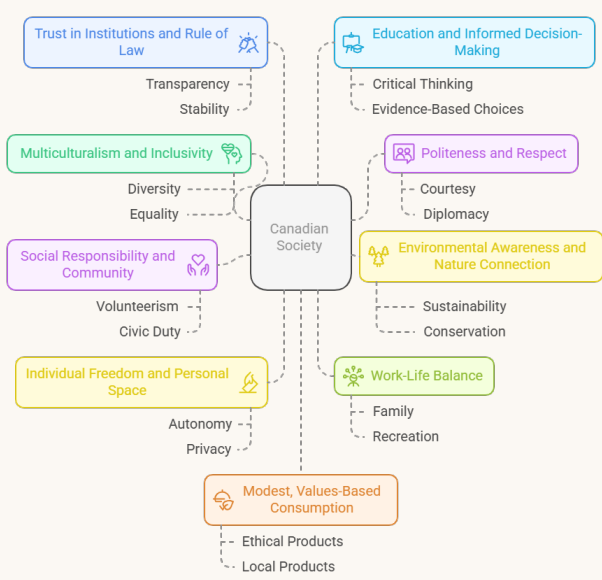 Trust in Institutions and Rule of
Law
Transparency
Stability
Education and Informed Decision-
Making
Critical Thinking
Evidence-Based Choices
Multiculturalism and Inclusivity
Diversity
Equality
Politeness and Respect
Courtesy
Diplomacy
Canadian
Society
Social Responsibility and
Community
Volunteerism
Civic Duty
Environmental Awareness and
Nature Connection
Sustainability
Conservation
Individual Freedom and Personal
Space
Autonomy
Privacy
Work-Life Balance
Family
Recreation
Modest, Values-Based
Consumption
Ethical Products
Local Products